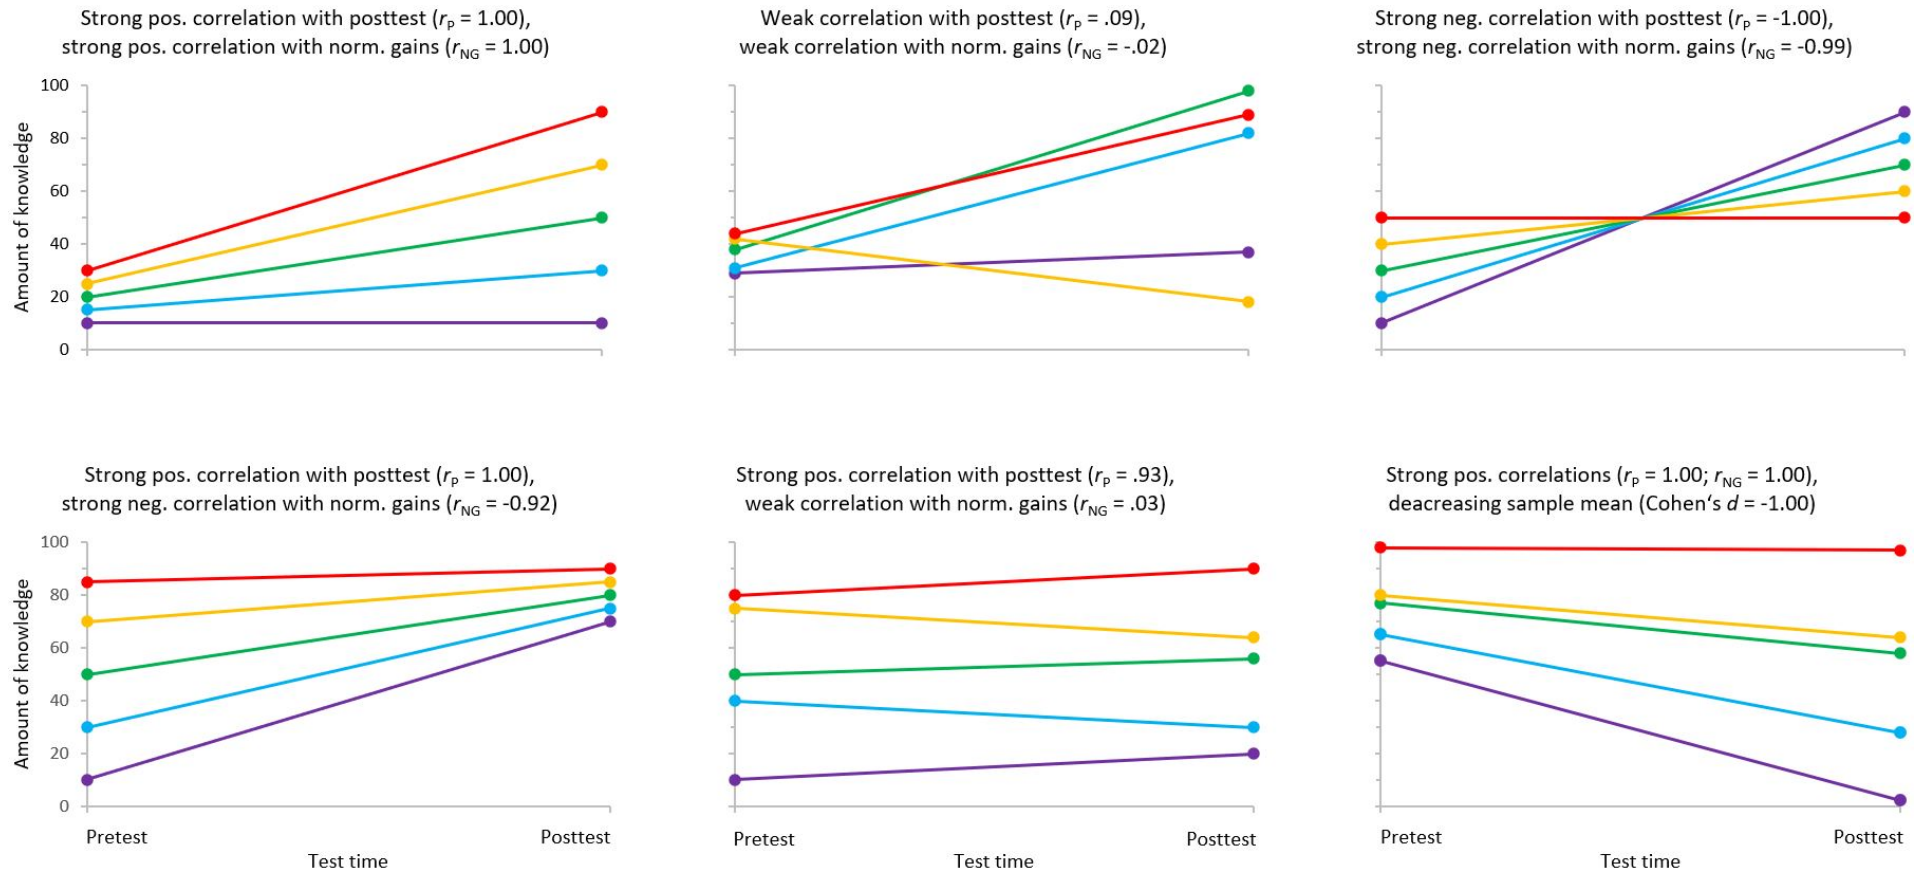 Strong pos. correlation with posttest (rP = 1.00),
strong pos. correlation with norm. gains (rNG = 1.00)
Weak correlation with posttest (rP = .09),
weak correlation with norm. gains (rNG = -.02)
Strong neg. correlation with posttest (rP = -1.00),
strong neg. correlation with norm. gains (rNG = -0.99)
Amount of knowledge
100
80
60
40
20
0
Strong pos. correlation with posttest (rP = 1.00),
strong neg. correlation with norm. gains (rNG = -0.92)
Strong pos. correlation with posttest (rP = .93),
weak correlation with norm. gains (rNG = .03)
Strong pos. correlations (rP = 1.00; rNG = 1.00),
deacreasing sample mean (Cohen‘s d = -1.00)
Amount of knowledge
100
80
60
40
20
0
Pretest
Posttest
Test time
Pretest
Posttest
Test time
Pretest
Posttest
Test time